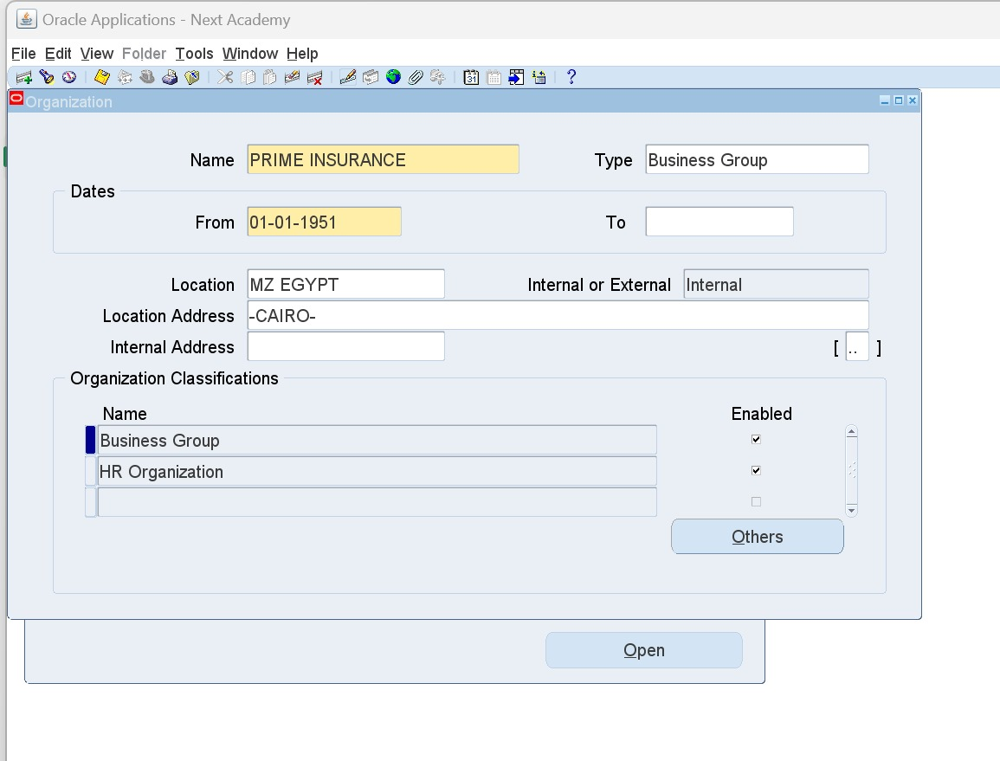 Oracle Applications - Next Academy
File Edit View Folder Tools Window Help
31 ?
Organization
Name PRIME INSURANCE Type Business Group
Dates
From 01-01-1951 To
Location MZ EGYPT Internal or External Internal
Location Address -CAIRO-
Internal Address [ .. ]
Organization Classifications
Name Enabled
Business Group
HR Organization
Others
Open